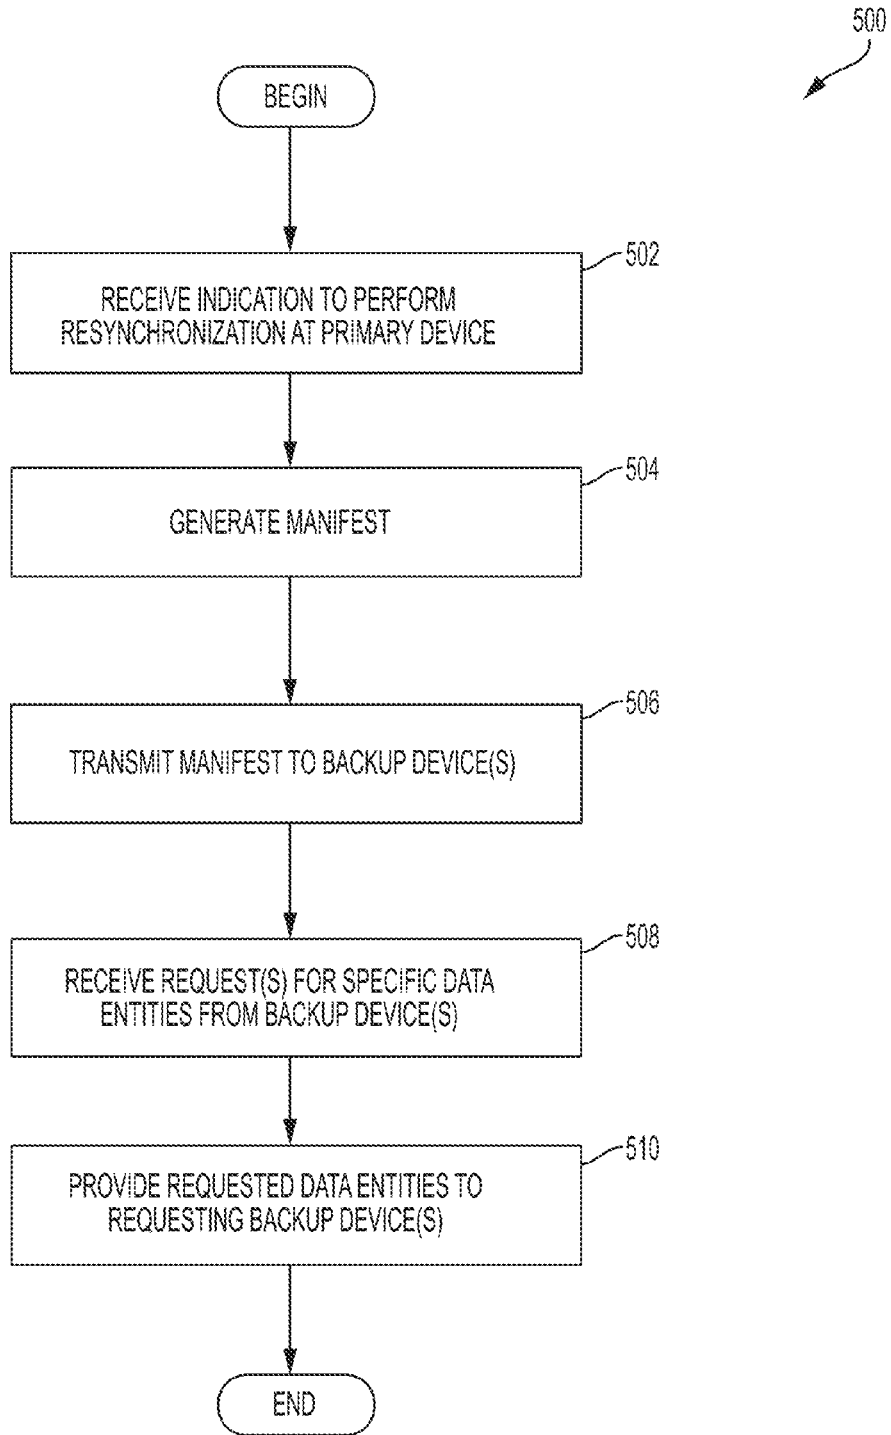 500
BEGIN
502
RECEIVE INDICATION TO PERFORM
RESYNCHRONIZATION AT PRIMARY DEVICE
504
GENERATE MANIFEST
506
TRANSMIT MANIFEST TO BACKUP DEVICE(S)
508
RECEIVE REQUEST(S) FOR SPECIFIC DATA
ENTITIES FROM BACKUP DEVICE(S)
510
PROVIDE REQUESTED DATA ENTITIES TO
REQUESTING BACKUP DEVICE(S)
END